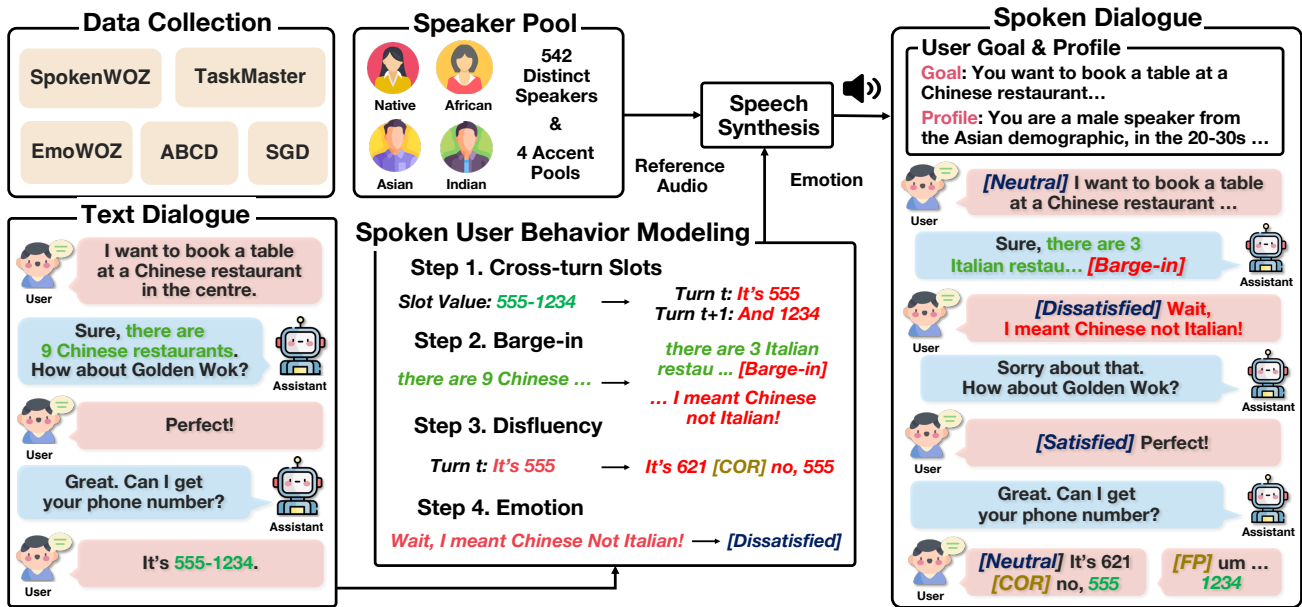 Data Collection
SpokenWOZ
TaskMaster
EmoWOZ
ABCD
SGD
Text Dialogue
I want to book a table
at a Chinese restaurant
in the centre.
User
Sure, there are
9 Chinese restaurants.
How about Golden Wok?
Assistant
Perfect!
User
Great. Can I get
your phone number?
Assistant
It's 555-1234.
User
Speaker Pool
Native
African
Asian
Indian
542
Distinct
Speakers
&
4 Accent
Pools
Reference
Audio
Speech
Synthesis
Emotion
Spoken User Behavior Modeling
Step 1. Cross-turn Slots
Slot Value: 555-1234
Turn t: It's 555
Turn t+1: And 1234
Step 2. Barge-in
there are 9 Chinese ...
there are 3 Italian
restau ... [Barge-in]
... I meant Chinese
not Italian!
Step 3. Disfluency
Turn t: It's 555
It's 621 [COR] no, 555
Step 4. Emotion
Wait, I meant Chinese Not Italian!
[Dissatisfied]
Spoken Dialogue
User Goal & Profile
Goal: You want to book a table at a
Chinese restaurant...
Profile: You are a male speaker from
the Asian demographic, in the 20-30s ...
[Neutral] I want to book a table
at a Chinese restaurant ...
User
Sure, there are 3
Italian restau... [Barge-in]
Assistant
[Dissatisfied] Wait,
I meant Chinese not Italian!
User
Sorry about that.
How about Golden Wok?
Assistant
[Satisfied] Perfect!
User
Great. Can I get
your phone number?
Assistant
[Neutral] It's 621
[COR] no, 555
User
[FP] um ...
1234